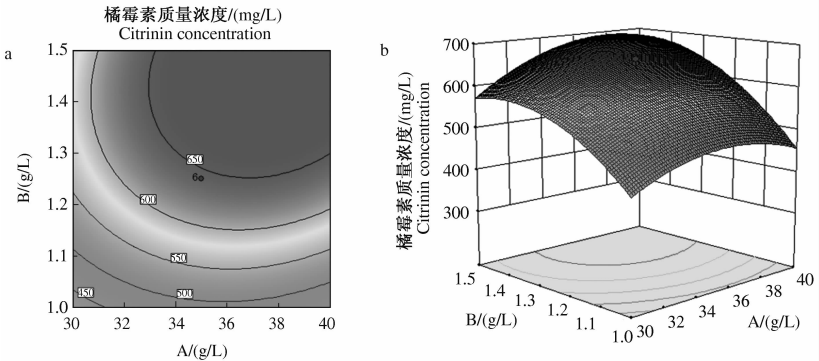 橘霉素质量浓度/(mg/L)
Citrinin concentration
a
1.5
1.4
1.3
1.2
1.1
1.0
B/(g/L)
650
6
600
550
500
450
30 32 34 36 38 40
A/(g/L)
b
700
600
500
400
300
橘霉素质量浓度/(mg/L)
Citrinin concentration
1.5
1.4
1.3
1.2
1.1
1.0
B/(g/L)
30
32
34
36
38
40
A/(g/L)